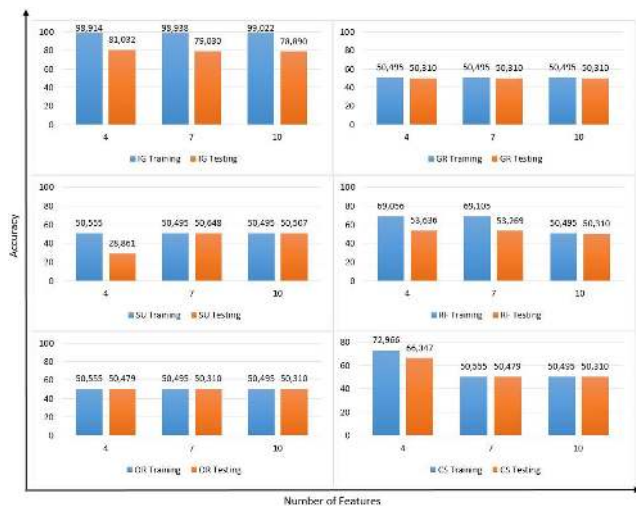 98,914 98,938 99,022
81,032 79,030 78,890
100
80
60
40
20
0
4 7 10
IG Training IG Testing
100
80
60
40
20
0
50,495 50,310 50,495 50,310 50,495 50,310
4 7 10
GR Training GR Testing
100
80
60
40
20
0
50,555 28,861 50,495 50,648 50,495 50,507
4 7 10
SU Training SU Testing
100
80
60
40
20
0
69,056 53,636 69,105 53,269 50,495 50,310
4 7 10
RF Training RF Testing
100
80
60
40
20
0
50,555 50,479 50,495 50,310 50,495 50,310
4 7 10
OR Training OR Testing
80
60
40
20
0
72,966 66,347 50,555 50,479 50,495 50,310
4 7 10
CS Training CS Testing
Accuracy
Number of Features